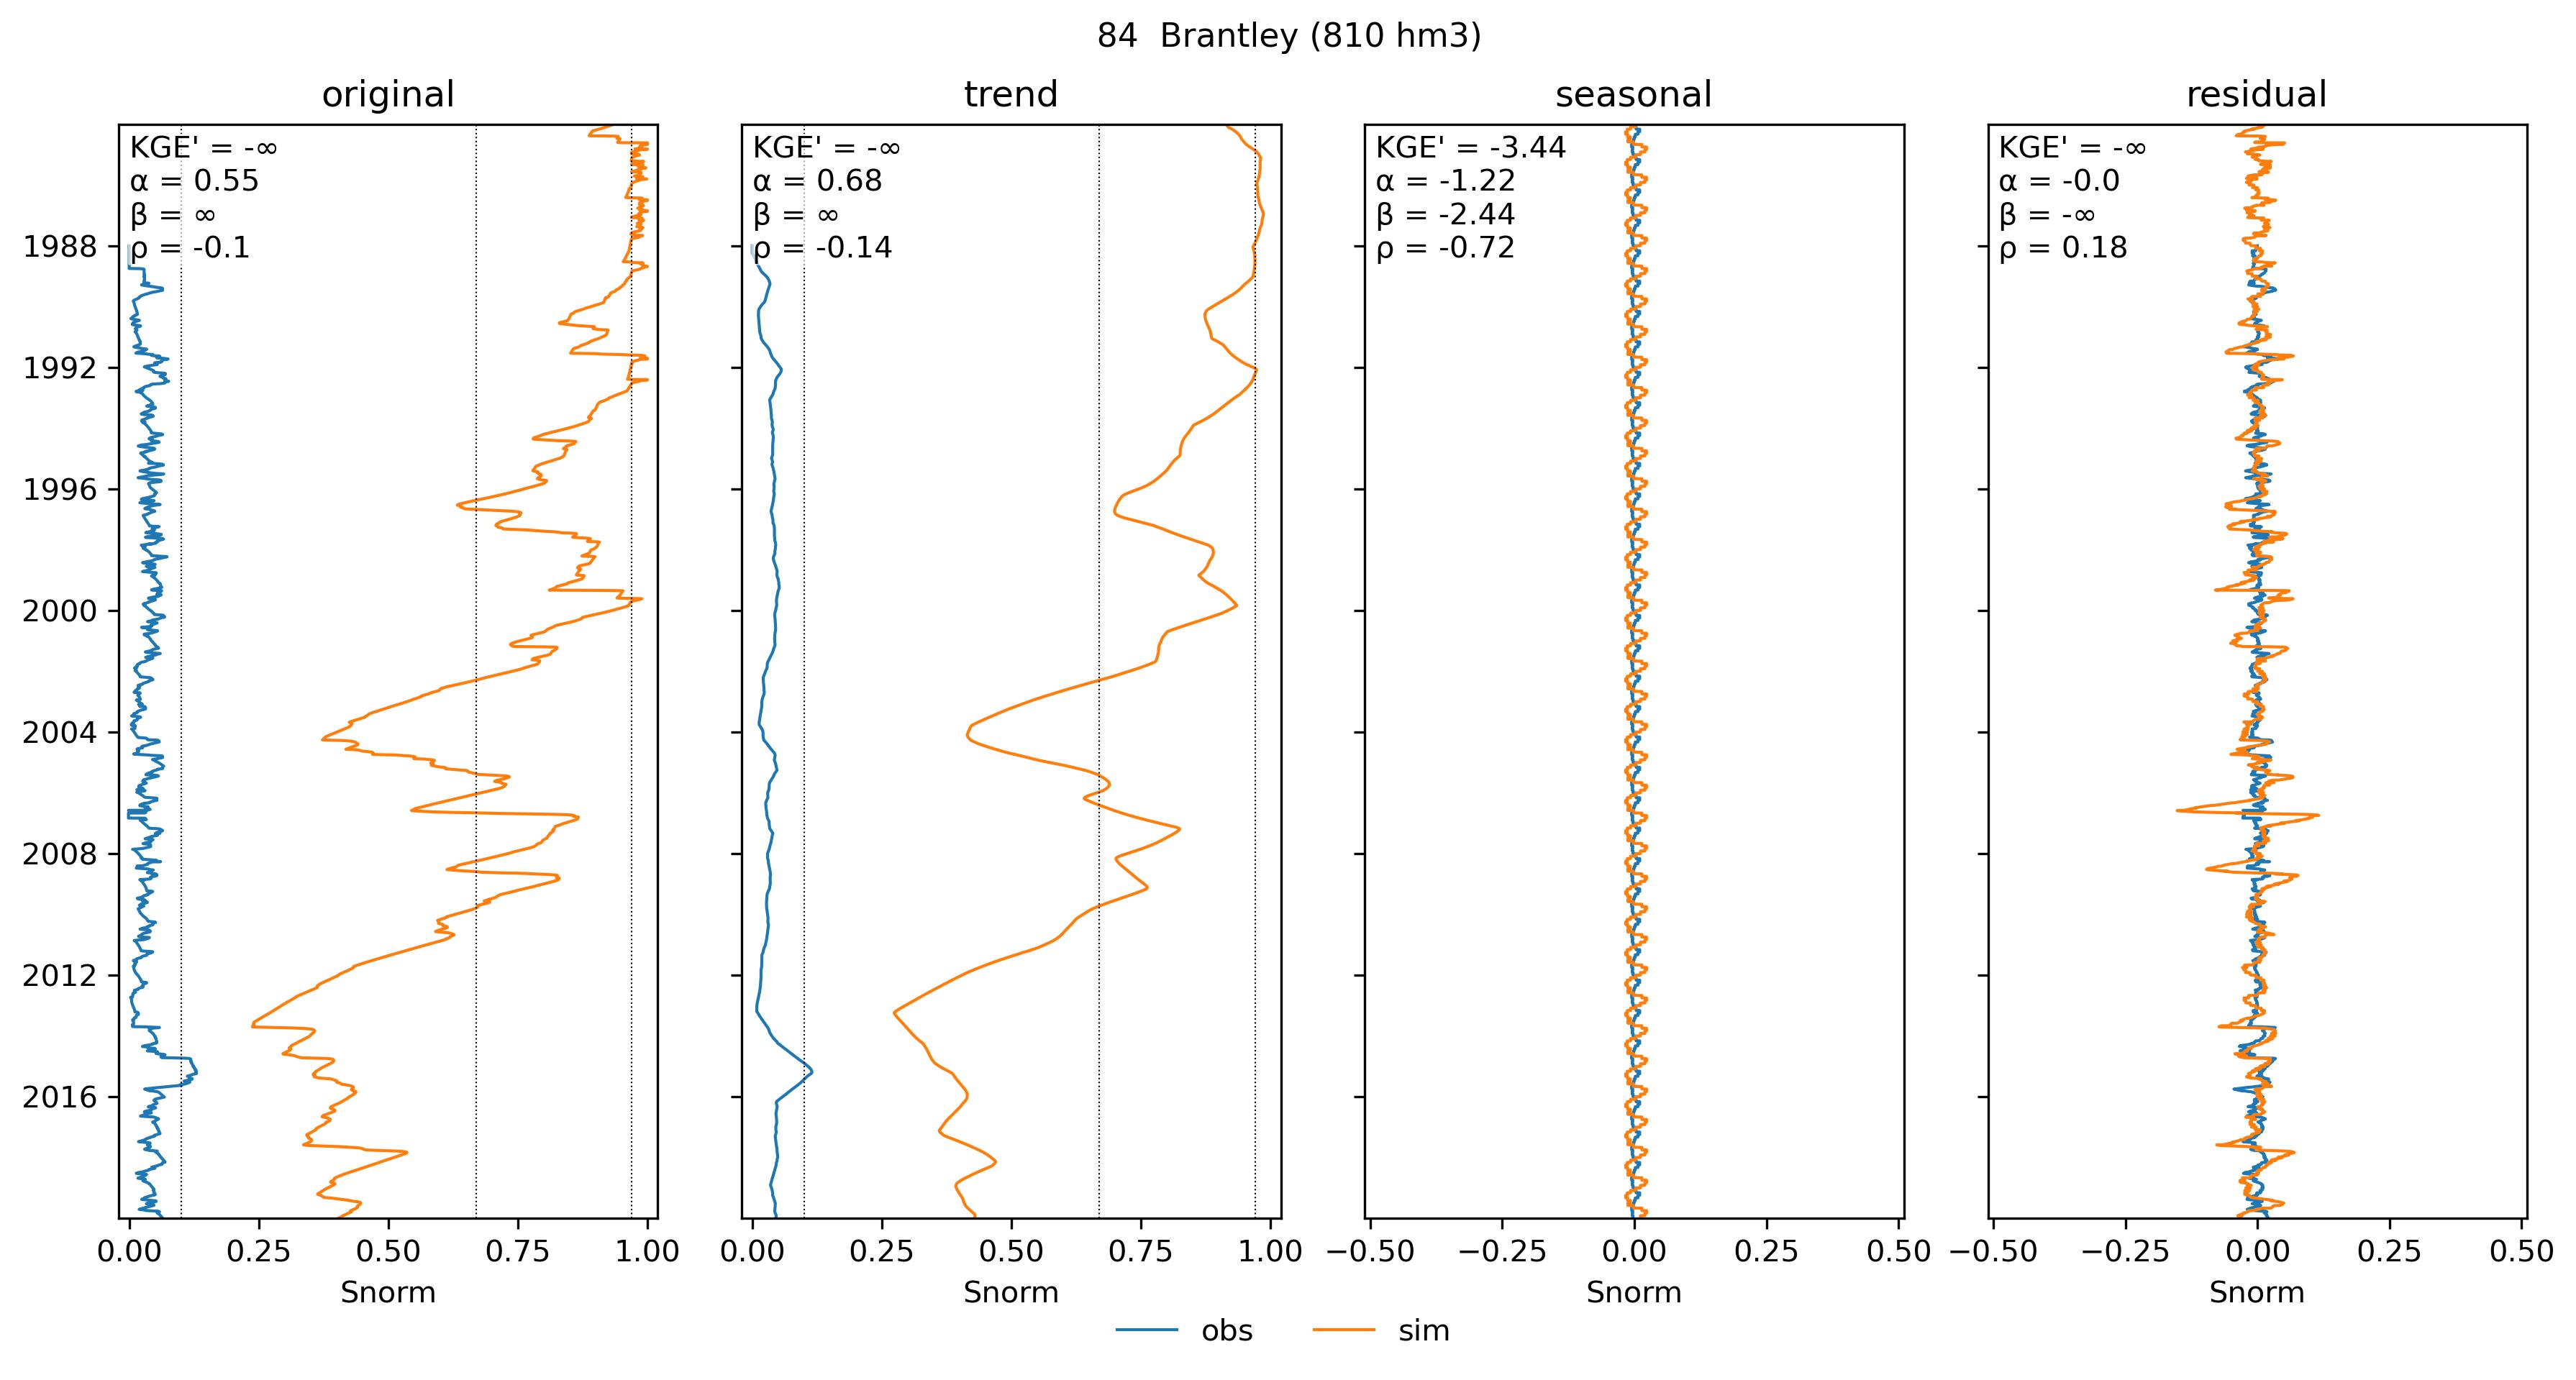 84  Brantley (810 hm3)
original
KGE' = -∞
α = 0.55
β = ∞
ρ = -0.1
1988
1992
1996
2000
2004
2008
2012
2016
0.00 0.25 0.50 0.75 1.00
Snorm
trend
KGE' = -∞
α = 0.68
β = ∞
ρ = -0.14
0.00 0.25 0.50 0.75 1.00
Snorm
seasonal
KGE' = -3.44
α = -1.22
β = -2.44
ρ = -0.72
−0.50 −0.25 0.00 0.25 0.50
Snorm
residual
KGE' = -∞
α = -0.0
β = -∞
ρ = 0.18
−0.50 −0.25 0.00 0.25 0.50
Snorm
obs sim